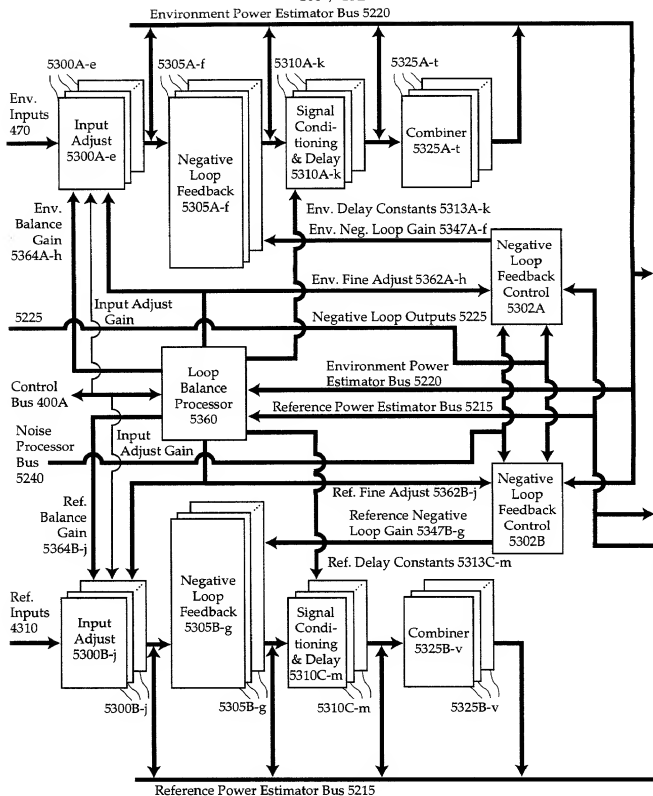 Environment Power Estimator Bus 5220
5300A-e
5305A-f
5310A-k
5325A-t
Env.
Inputs
470
Input
Adjust
5300A-e
Negative
Loop
Feedback
5305A-f
Signal
Condi-
tioning
& Delay
5310A-k
Combiner
5325A-t
Env.
Balance
Gain
5364A-h
Env. Delay Constants 5313A-k
Env. Neg. Loop Gain 5347A-f
Negative
Loop
Feedback
Control
5302A
Env. Fine Adjust 5362A-h
Input Adjust
Gain
5225
Negative Loop Outputs 5225
Loop
Balance
Processor
5360
Environment Power
Estimator Bus 5220
Control
Bus 400A
Reference Power Estimator Bus 5215
Noise
Processor
Bus
5240
Input
Adjust Gain
Ref.
Balance
Gain
5364B-j
Ref. Fine Adjust 5362B-j
Negative
Loop
Feedback
Control
5302B
Reference Negative
Loop Gain 5347B-g
Ref. Delay Constants 5313C-m
Ref.
Inputs
4310
Input
Adjust
5300B-j
Negative
Loop
Feedback
5305B-g
Signal
Condi-
tioning
& Delay
5310C-m
Combiner
5325B-v
5300B-j
5305B-g
5310C-m
5325B-v
Reference Power Estimator Bus 5215